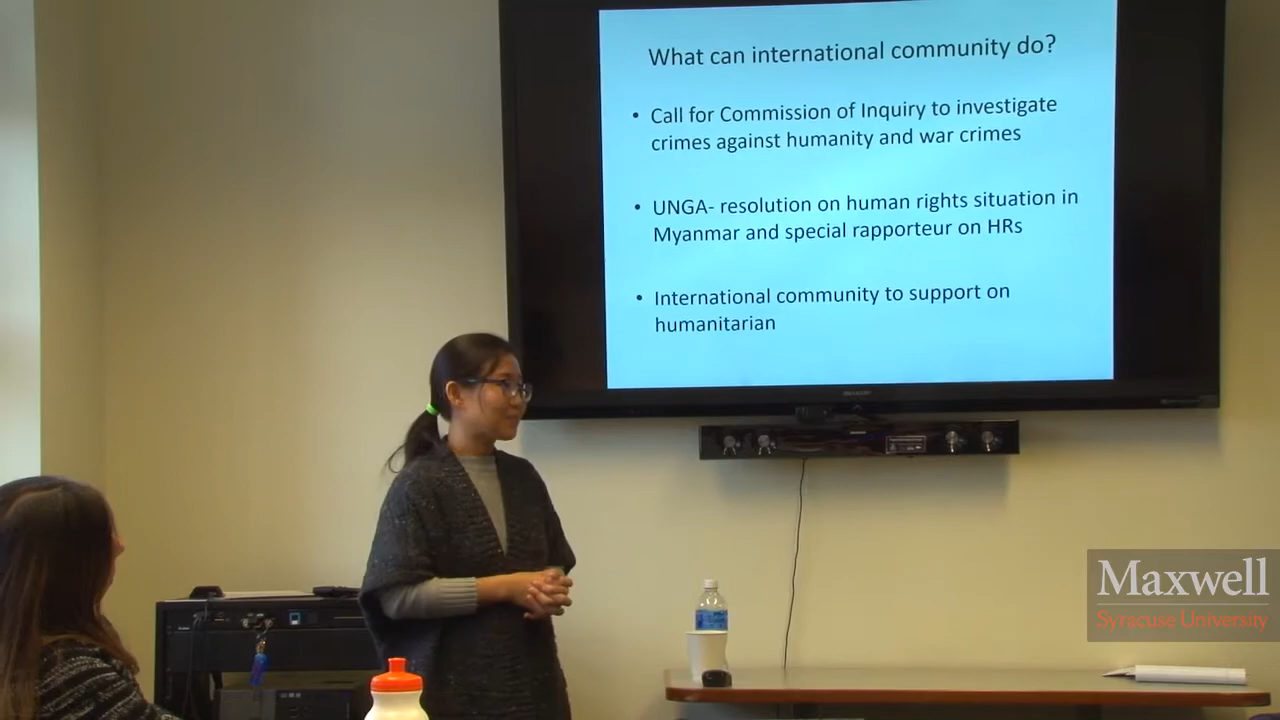 What can international community do?
• Call for Commission of Inquiry to investigate
crimes against humanity and war crimes
• UNGA- resolution on human rights situation in
Myanmar and special rapporteur on HRs
• International community to support on
humanitarian
SHARP
Maxwell
Syracuse University